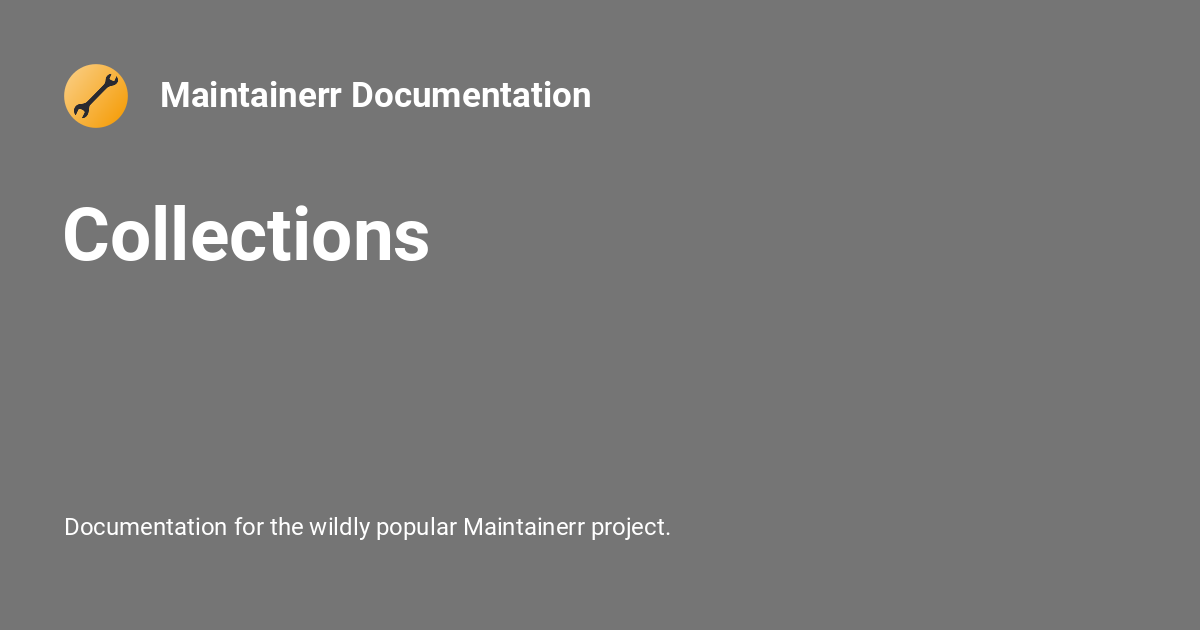 Maintainerr Documentation
Collections
Documentation for the wildly popular Maintainerr project.